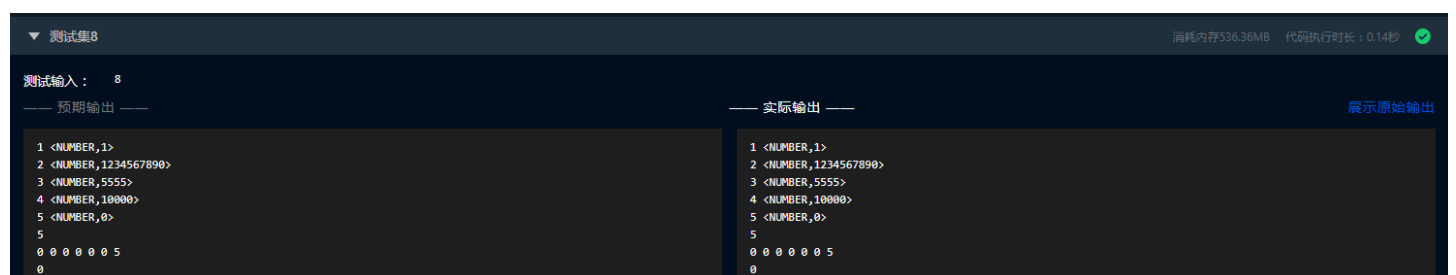 ▼ 测试集8 消耗内存536.36MB 代码执行时长：0.14秒
测试输入： 8
—— 预期输出 —— —— 实际输出 —— 展示原始输出
1 <NUMBER,1> 1 <NUMBER,1>
2 <NUMBER,1234567890> 2 <NUMBER,1234567890>
3 <NUMBER,5555> 3 <NUMBER,5555>
4 <NUMBER,10000> 4 <NUMBER,10000>
5 <NUMBER,0> 5 <NUMBER,0>
5 5
0 0 0 0 0 0 5 0 0 0 0 0 0 5
0 0